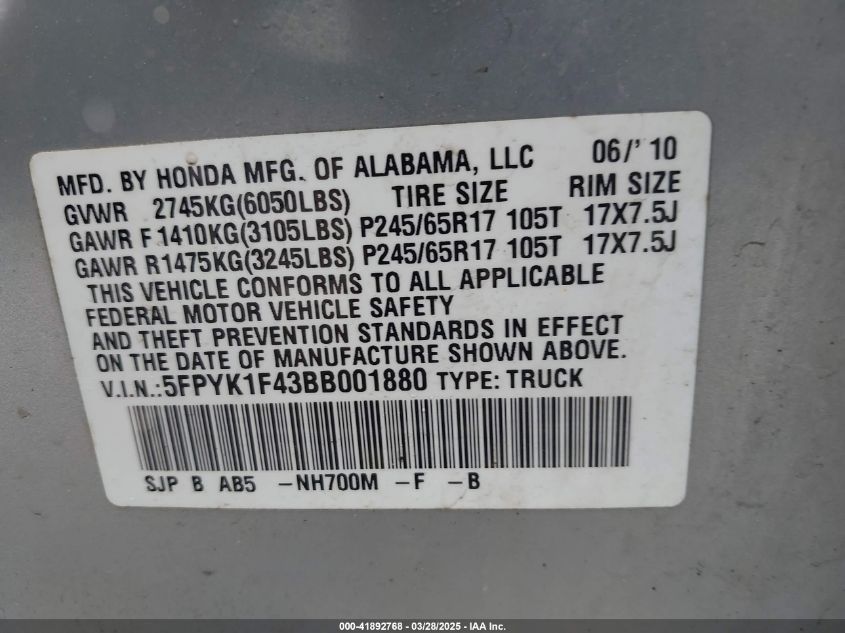 MFD. BY HONDA MFG. OF ALABAMA, LLC 06/'10
GVWR 2745KG(6050LBS) TIRE SIZE RIM SIZE
GAWR F1410KG(3105LBS) P245/65R17 105T 17X7.5J
GAWR R1475KG(3245LBS) P245/65R17 105T 17X7.5J
THIS VEHICLE CONFORMS TO ALL APPLICABLE
FEDERAL MOTOR VEHICLE SAFETY
AND THEFT PREVENTION STANDARDS IN EFFECT
ON THE DATE OF MANUFACTURE SHOWN ABOVE.
V.I.N.:5FPYK1F43BB001880 TYPE: TRUCK
SJP B AB5 -NH700M -F -B
000-41892768 | 03/28/2025 - IAA Inc.